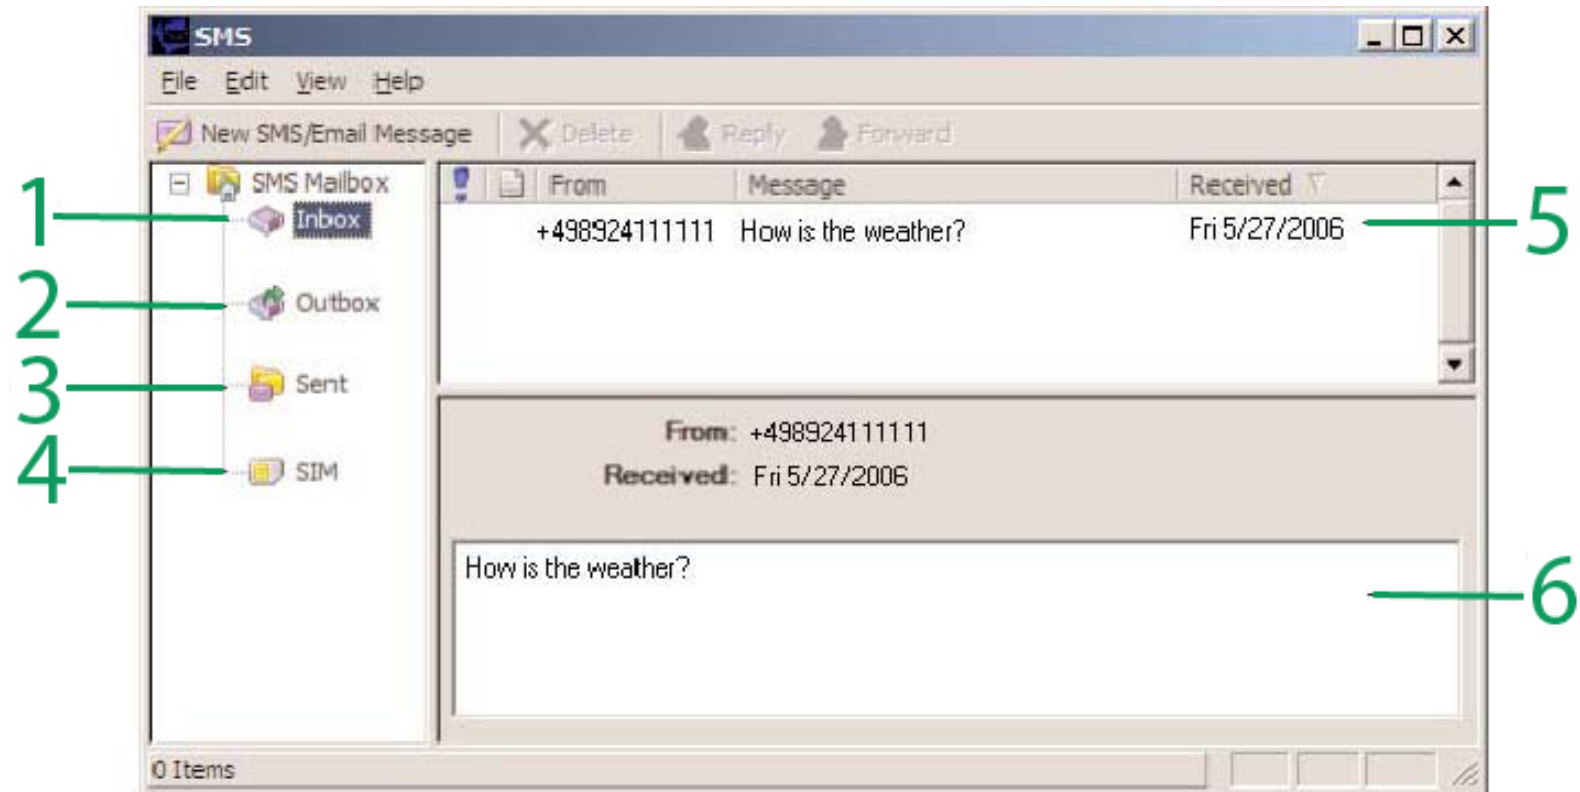 SMS
File Edit View Help
New SMS/Email Message Delete Reply Forward
SMS Mailbox
From Message Received
1
Inbox
+498924111111 How is the weather? Fri 5/27/2006
5
2
Outbox
3
Sent
4
SIM
From: +498924111111
Received: Fri 5/27/2006
How is the weather?
6
0 Items